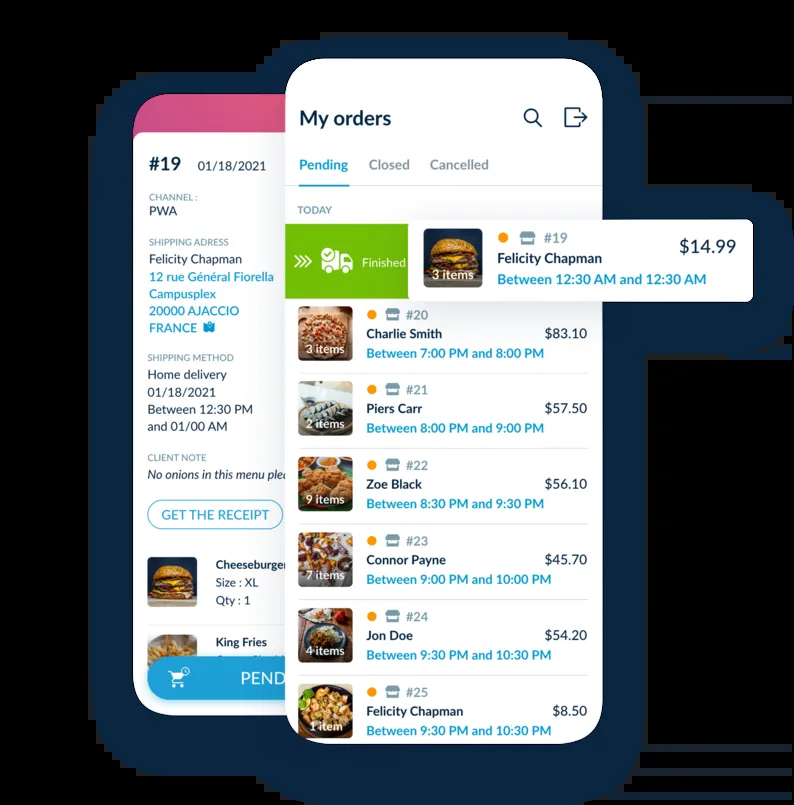 #19 01/18/2021
CHANNEL :
PWA
SHIPPING ADRESS
Felicity Chapman
12 rue Général Fiorella
Campusplex
20000 AJACCIO
FRANCE
SHIPPING METHOD
Home delivery
01/18/2021
Between 12:30 PM
and 01/00 AM
CLIENT NOTE
No onions in this menu plea
GET THE RECEIPT
Cheeseburger
Size : XL
Qty : 1
King Fries
PEND
My orders
Pending Closed Cancelled
TODAY
Finished
3 items
#19
Felicity Chapman
$14.99
Between 12:30 AM and 12:30 AM
3 items
#20
Charlie Smith
$83.10
Between 7:00 PM and 8:00 PM
2 items
#21
Piers Carr
$57.50
Between 8:00 PM and 9:00 PM
9 items
#22
Zoe Black
$56.10
Between 8:30 PM and 9:30 PM
7 items
#23
Connor Payne
$45.70
Between 9:00 PM and 10:00 PM
4 items
#24
Jon Doe
$54.20
Between 9:30 PM and 10:30 PM
1 item
#25
Felicity Chapman
$8.50
Between 9:30 PM and 10:30 PM